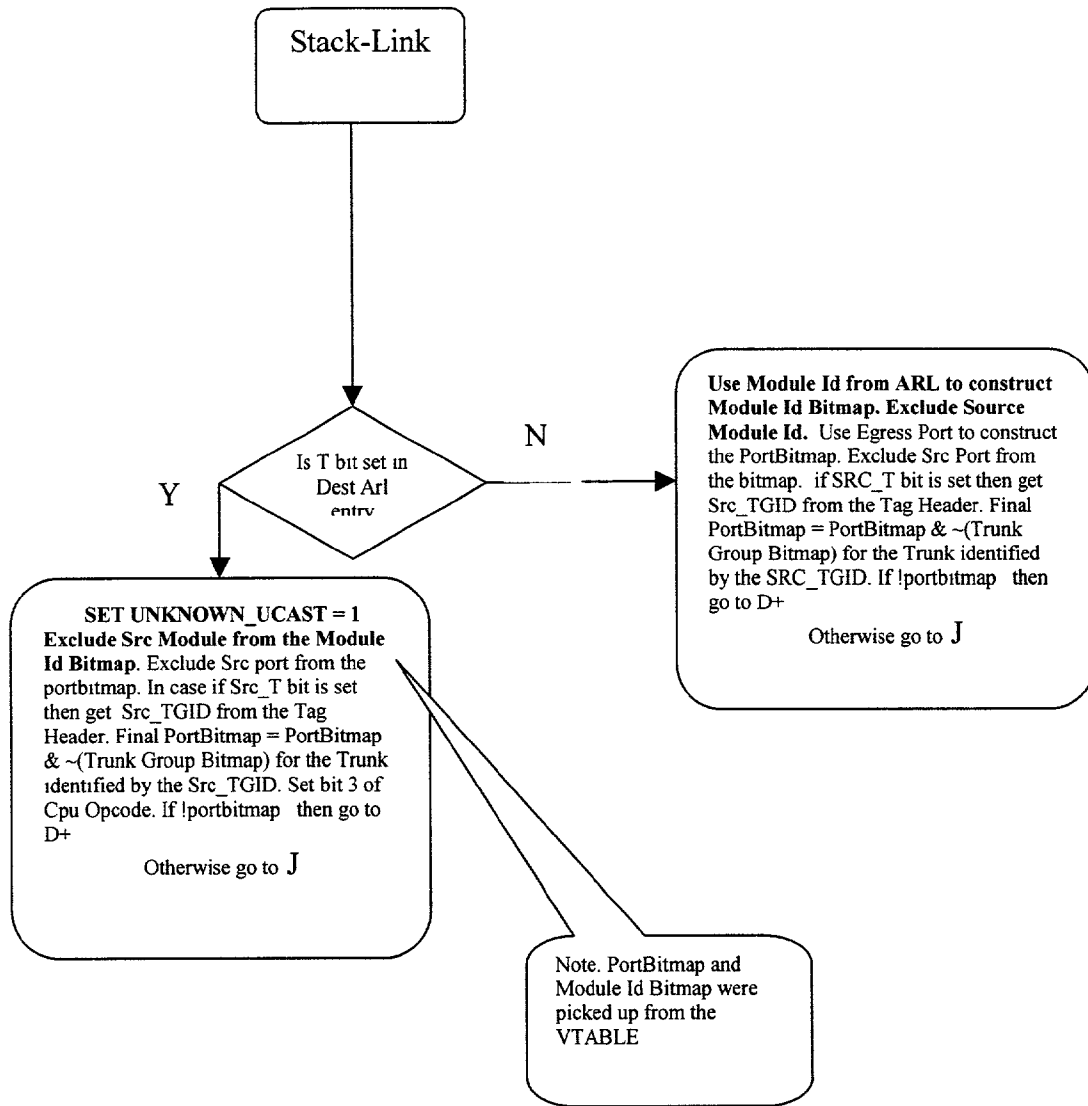 Stack-Link
Is T bit set in
Dest Arl
entry
Y
N
Use Module Id from ARL to construct
Module Id Bitmap. Exclude Source
Module Id. Use Egress Port to construct
the PortBitmap. Exclude Src Port from
the bitmap. if SRC_T bit is set then get
Src_TGID from the Tag Header. Final
PortBitmap = PortBitmap & ~(Trunk
Group Bitmap) for the Trunk identified
by the SRC_TGID. If !portbitmap then
go to D+
Otherwise go to J
SET UNKNOWN_UCAST = 1
Exclude Src Module from the Module
Id Bitmap. Exclude Src port from the
portbitmap. In case if Src_T bit is set
then get Src_TGID from the Tag
Header. Final PortBitmap = PortBitmap
& ~(Trunk Group Bitmap) for the Trunk
identified by the Src_TGID. Set bit 3 of
Cpu Opcode. If !portbitmap then go to
D+
Otherwise go to J
Note. PortBitmap and
Module Id Bitmap were
picked up from the
VTABLE